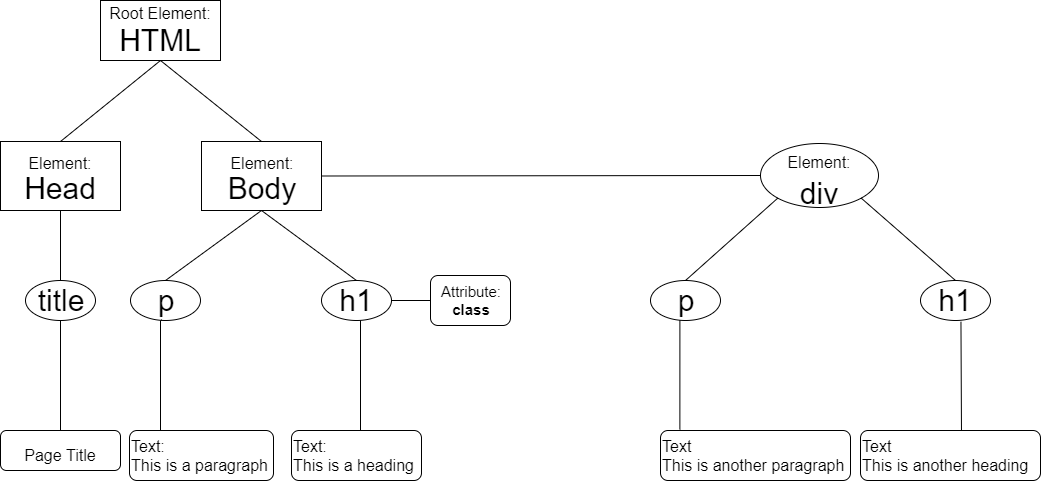 Root Element:
HTML
Element:
Head
Element:
Body
Element:
div
title
p
h1
Attribute:
class
p
h1
Page Title
Text:
This is a paragraph
Text:
This is a heading
Text
This is another paragraph
Text
This is another heading